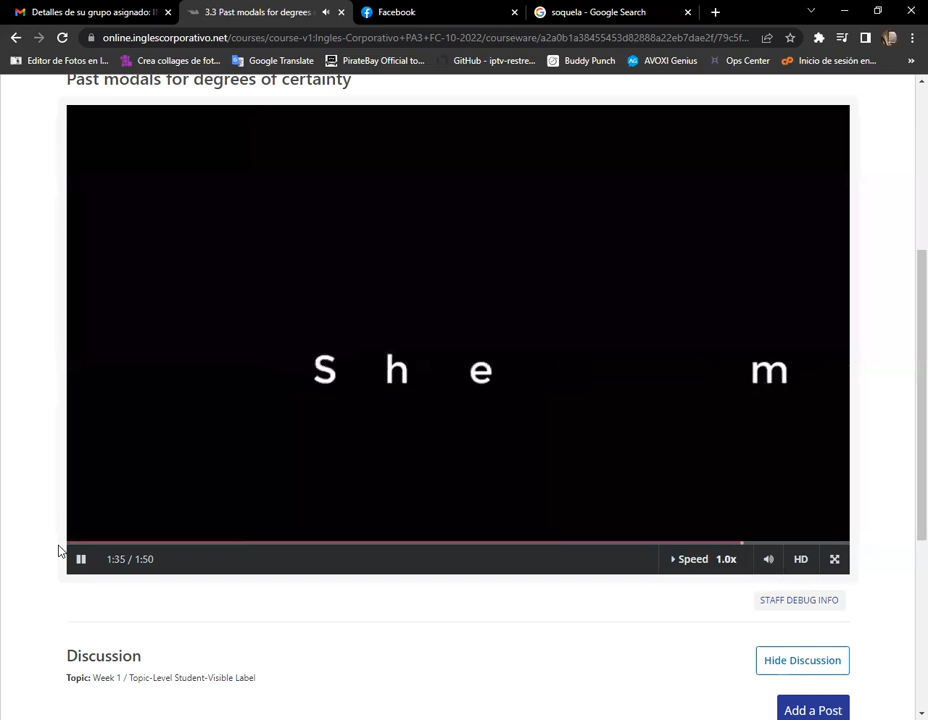 Detalles de su grupo asignado: I
3.3 Past modals for degrees
Facebook
soquela - Google Search
online.inglescorporativo.net/courses/course-v1:Ingles-Corporativo+PA3+FC-10-2022/courseware/a2a0b1a38455453d82888a22eb7dae2f/79c5f...
Editor de Fotos en lí...
Crea collages de fot...
Google Translate
PirateBay Official to...
GitHub - iptv-restre...
Buddy Punch
AVOXI Genius
Ops Center
Inicio de sesión en...
»
Past modals for degrees of certainty
S h e m
1:35 / 1:50
Speed 1.0x
HD
STAFF DEBUG INFO
Discussion
Hide Discussion
Topic: Week 1 / Topic-Level Student-Visible Label
Add a Post